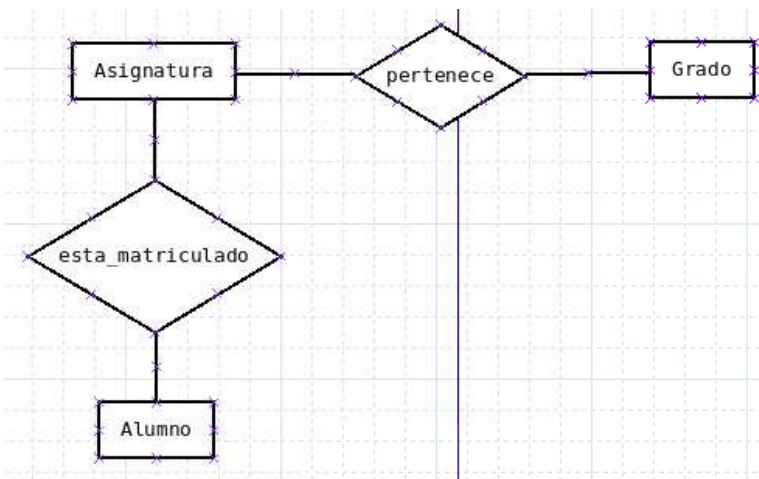 Asignatura
pertenece
Grado
esta_matriculado
Alumno